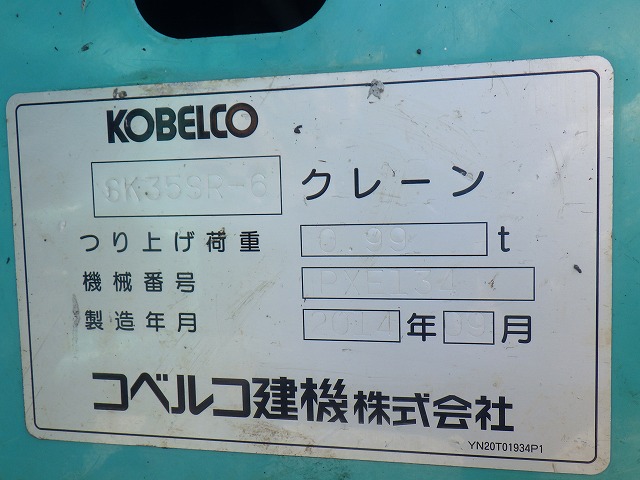 KOBELCO
SK35SR-6 クレーン
つり上げ荷重 0.99 t
機械番号
製造年月 2014 年 09 月
コベルコ建機株式会社
YN20T01934P1